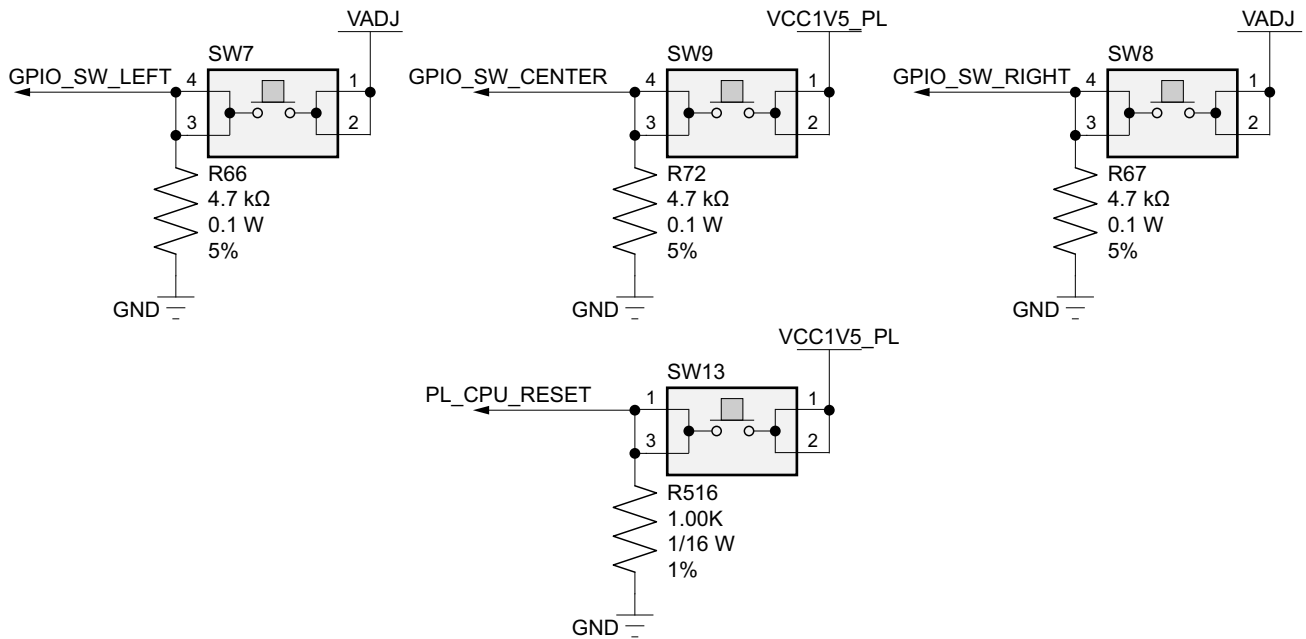 VADJ
SW7
GPIO_SW_LEFT
4
1
3
2
R66
4.7 kΩ
0.1 W
5%
GND
VCC1V5_PL
SW9
GPIO_SW_CENTER
4
1
3
2
R72
4.7 kΩ
0.1 W
5%
GND
VADJ
SW8
GPIO_SW_RIGHT
4
1
3
2
R67
4.7 kΩ
0.1 W
5%
GND
VCC1V5_PL
SW13
PL_CPU_RESET
1
1
3
2
R516
1.00K
1/16 W
1%
GND